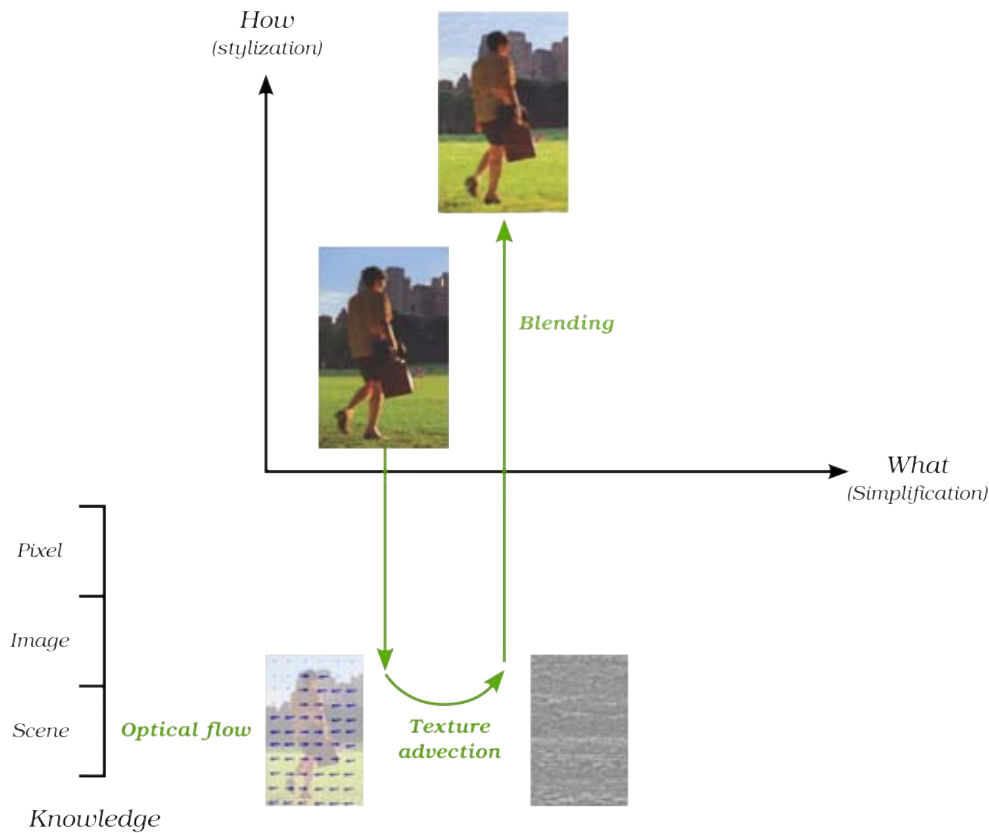 How
(stylization)
Blending
What
(Simplification)
Pixel
Image
Scene
Optical flow
Texture
advection
Knowledge